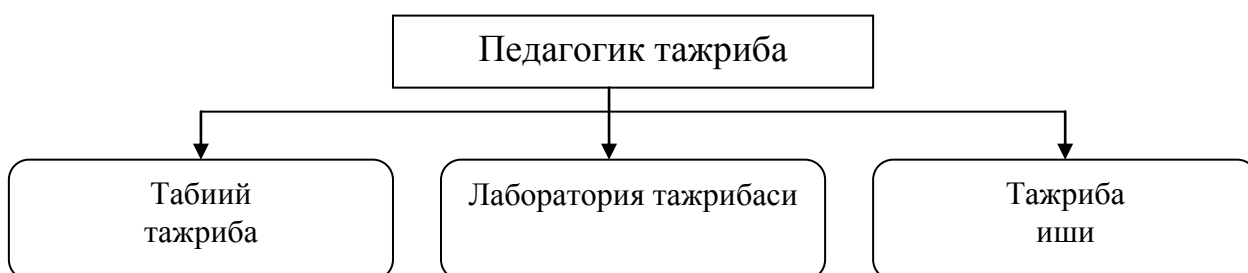 Педагогик тажриба
Табиий
тажриба
Лаборатория тажрибаси
Тажриба
иши